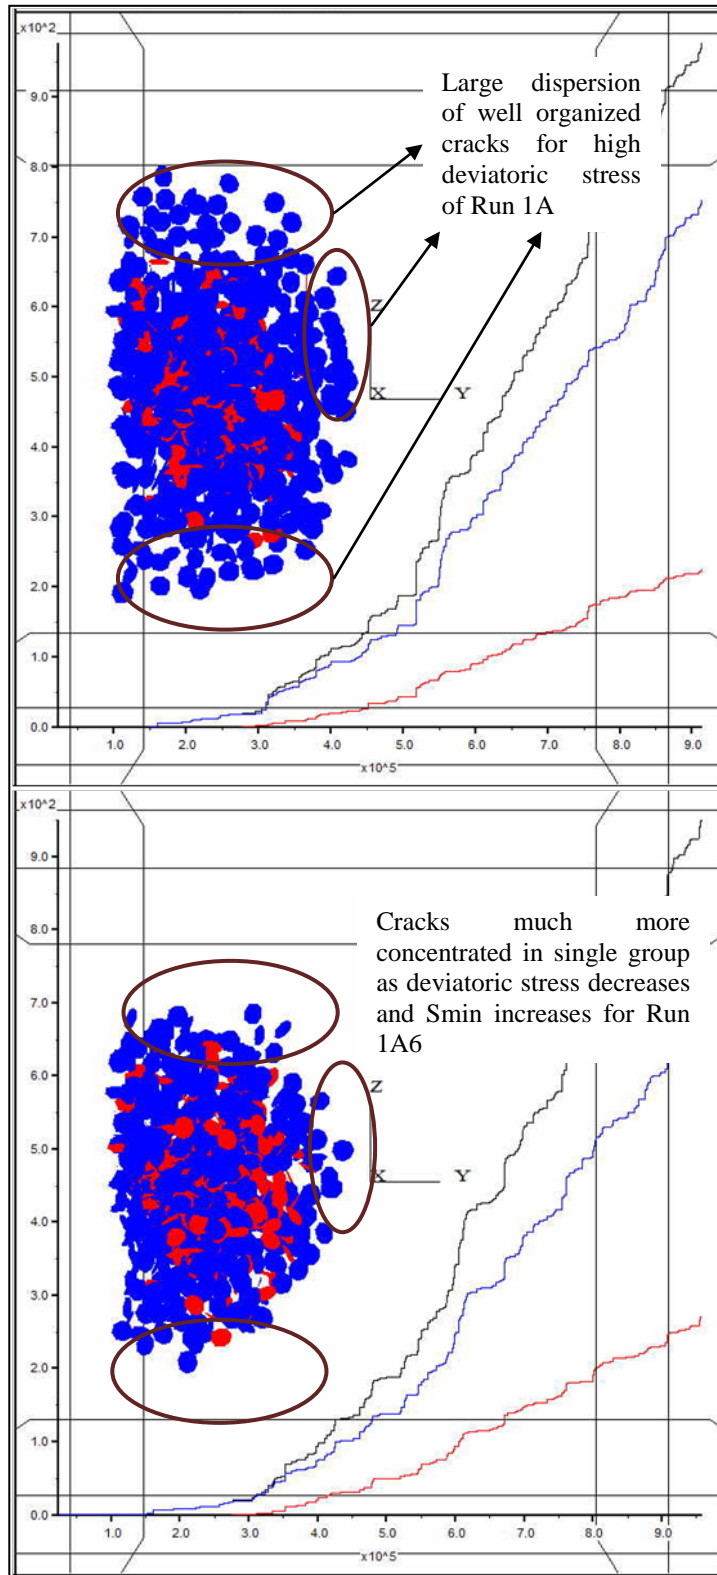 x10^2
9.0
8.0
7.0
6.0
5.0
4.0
3.0
2.0
1.0
0.0
Large dispersion
of well organized
cracks for high
deviatoric stress
of Run 1A
Z
X Y
1.0 2.0 3.0 4.0 5.0 6.0 7.0 8.0 9.0
x10^5
x10^2
9.0
8.0
7.0
6.0
5.0
4.0
3.0
2.0
1.0
0.0
Cracks much more
concentrated in single group
as deviatoric stress decreases
and Smin increases for Run
1A6
Z
X Y
1.0 2.0 3.0 4.0 5.0 6.0 7.0 8.0 9.0
x10^5